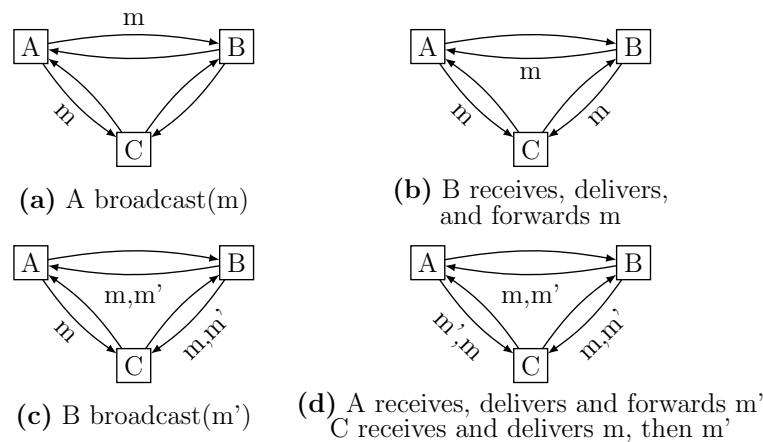 m
A
B
m
C
(a) A broadcast(m)
A
B
m
m
m
C
(b) B receives, delivers,
and forwards m
A
B
m,m'
m
m,m'
C
(c) B broadcast(m')
A
B
m,m'
m',m
m,m'
C
(d) A receives, delivers and forwards m'
C receives and delivers m, then m'